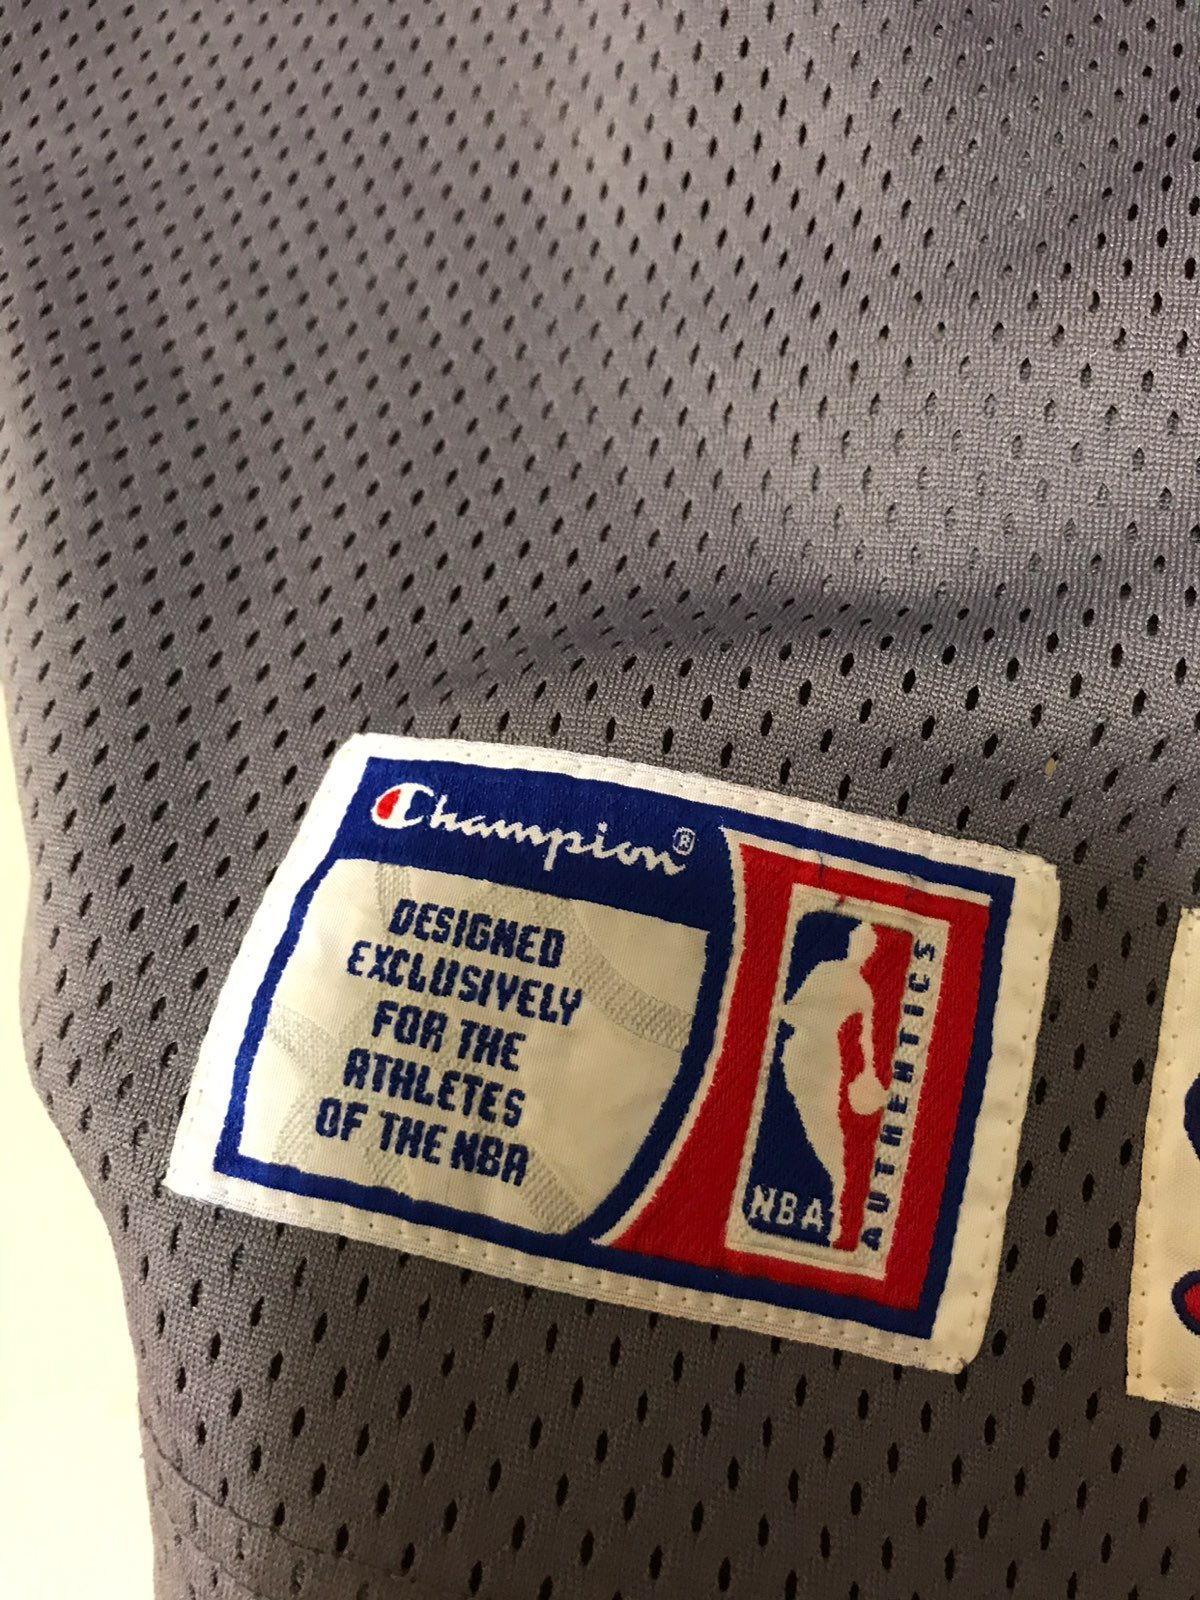 Champion®
DESIGNED
EXCLUSIVELY
FOR THE
ATHLETES
OF THE NBA
NBA
AUTHENTICS